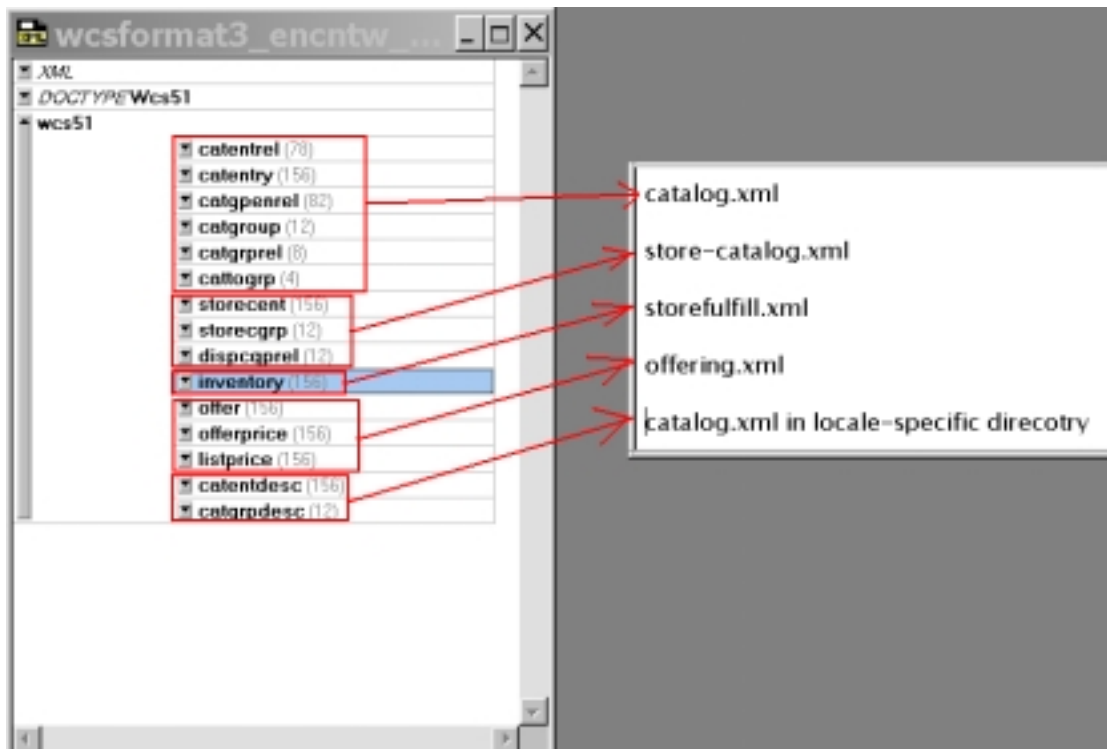 wcsformat3_encntw_...
XML
DOCTYPE Wcs51
wcs51
catentrel (78)
catentry (156)
catgpenrel (82)
catgroup (12)
catgrprel (8)
cattogrp (4)
storecent (156)
storecgrp (12)
dispcgprel (12)
inventory (156)
offer (156)
offerprice (156)
listprice (156)
catentdesc (156)
catgrpdesc (12)
catalog.xml
store-catalog.xml
storefulfill.xml
offering.xml
catalog.xml in locale-specific direcotry